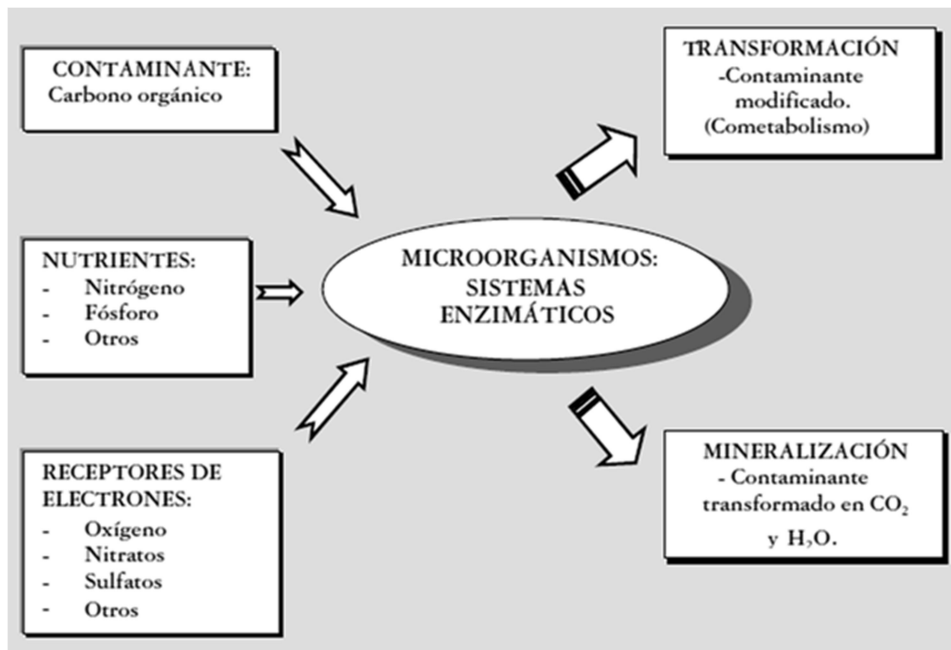 CONTAMINANTE:
Carbono orgánico
NUTRIENTES:
- Nitrógeno
- Fósforo
- Otros
RECEPTORES DE
ELECTRONES:
- Oxígeno
- Nitratos
- Sulfatos
- Otros
MICROORGANISMOS:
SISTEMAS
ENZIMÁTICOS
TRANSFORMACIÓN
-Contaminante
modificado.
(Cometabolismo)
MINERALIZACIÓN
- Contaminante
transformado en CO₂
y H₂O.